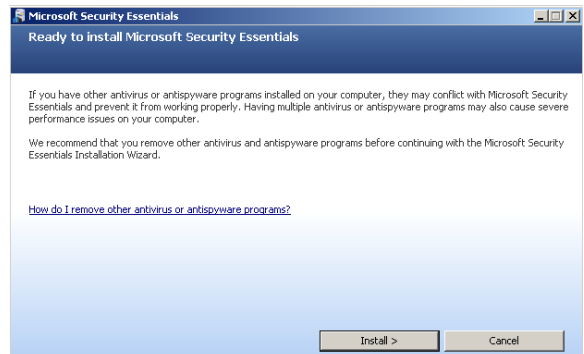 Microsoft Security Essentials
Ready to install Microsoft Security Essentials
If you have other antivirus or antispyware programs installed on your computer, they may conflict with Microsoft Security
Essentials and prevent it from working properly. Having multiple antivirus or antispyware programs may also cause severe
performance issues on your computer.
We recommend that you remove other antivirus and antispyware programs before continuing with the Microsoft Security
Essentials Installation Wizard.
How do I remove other antivirus or antispyware programs?
Install > Cancel